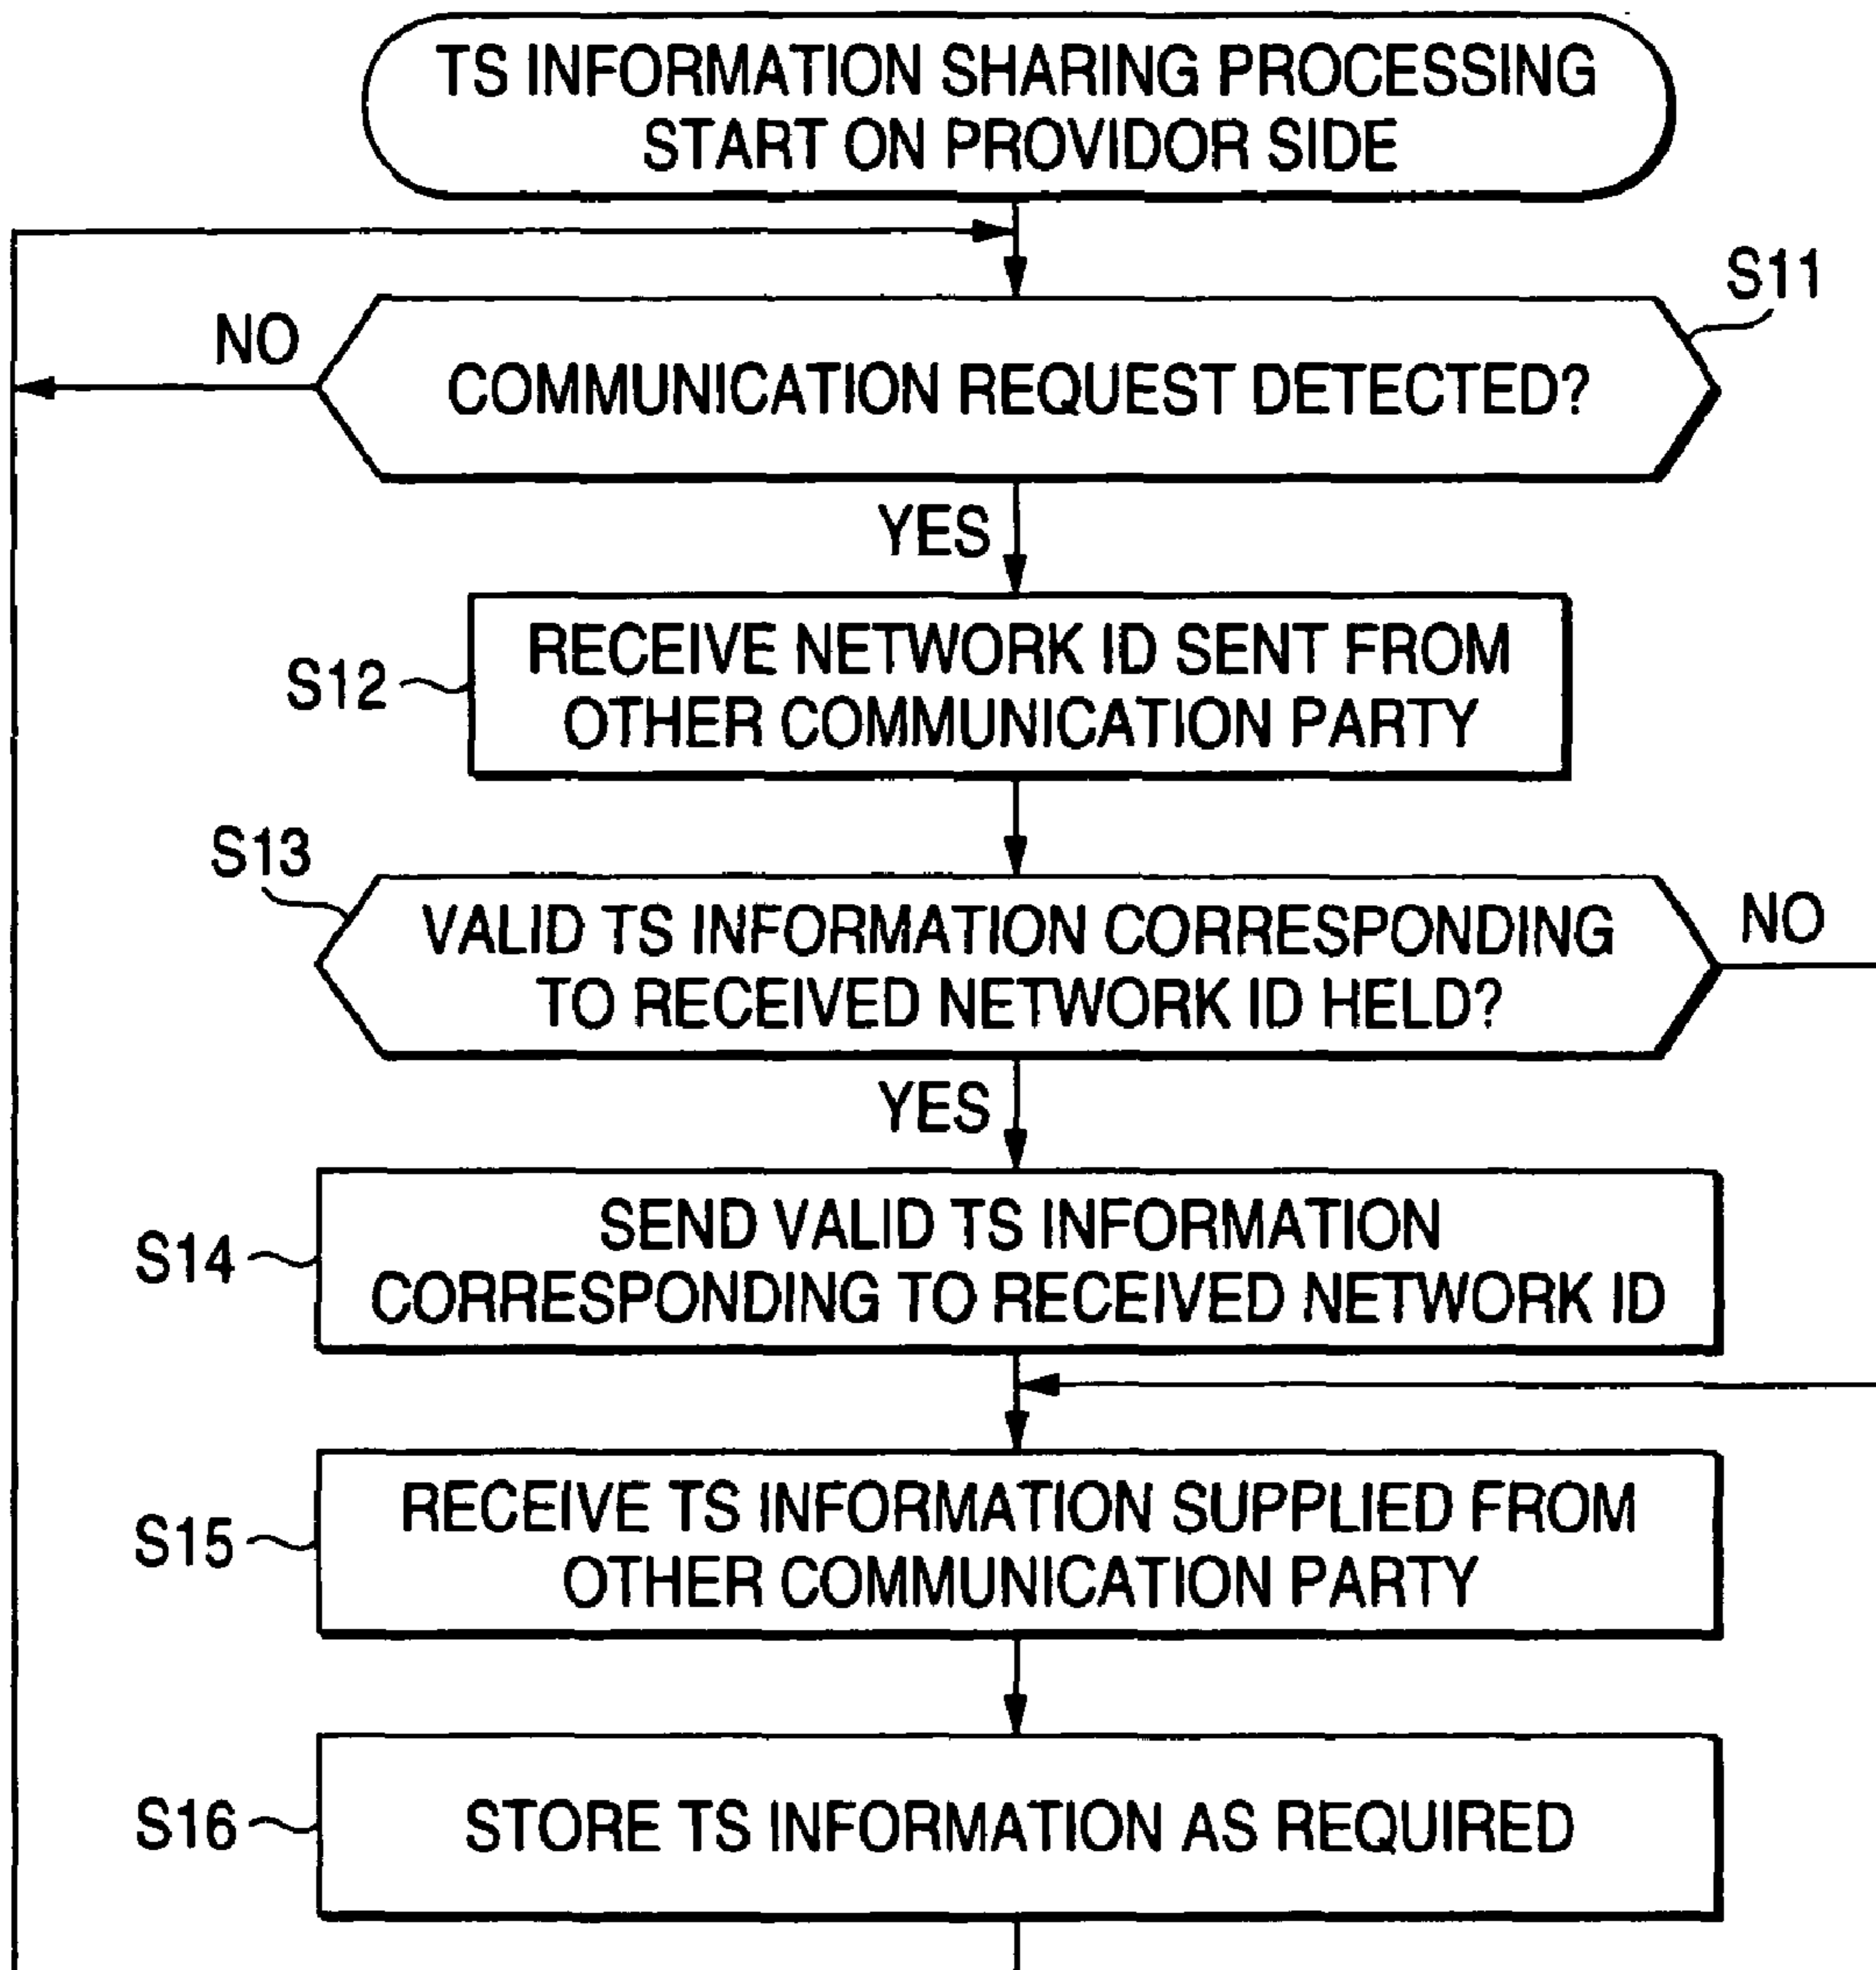 TS INFORMATION SHARING PROCESSING
START ON PROVIDOR SIDE
S11
NO
COMMUNICATION REQUEST DETECTED?
YES
S12
RECEIVE NETWORK ID SENT FROM
OTHER COMMUNICATION PARTY
S13
VALID TS INFORMATION CORRESPONDING
TO RECEIVED NETWORK ID HELD?
NO
YES
S14
SEND VALID TS INFORMATION
CORRESPONDING TO RECEIVED NETWORK ID
S15
RECEIVE TS INFORMATION SUPPLIED FROM
OTHER COMMUNICATION PARTY
S16
STORE TS INFORMATION AS REQUIRED